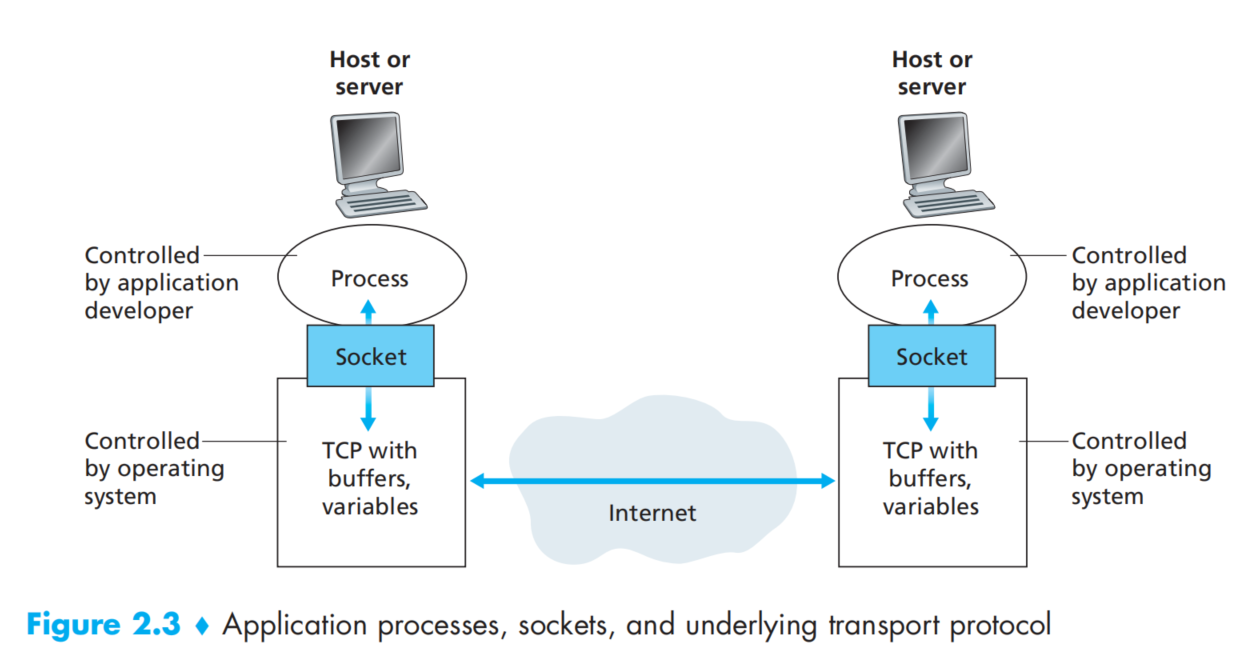 Host or
server
Host or
server
Controlled
by application
developer
Process
Process
Controlled
by application
developer
Socket
Socket
Controlled
by operating
system
TCP with
buffers,
variables
Internet
TCP with
buffers,
variables
Controlled
by operating
system
Figure 2.3 ♦ Application processes, sockets, and underlying transport protocol